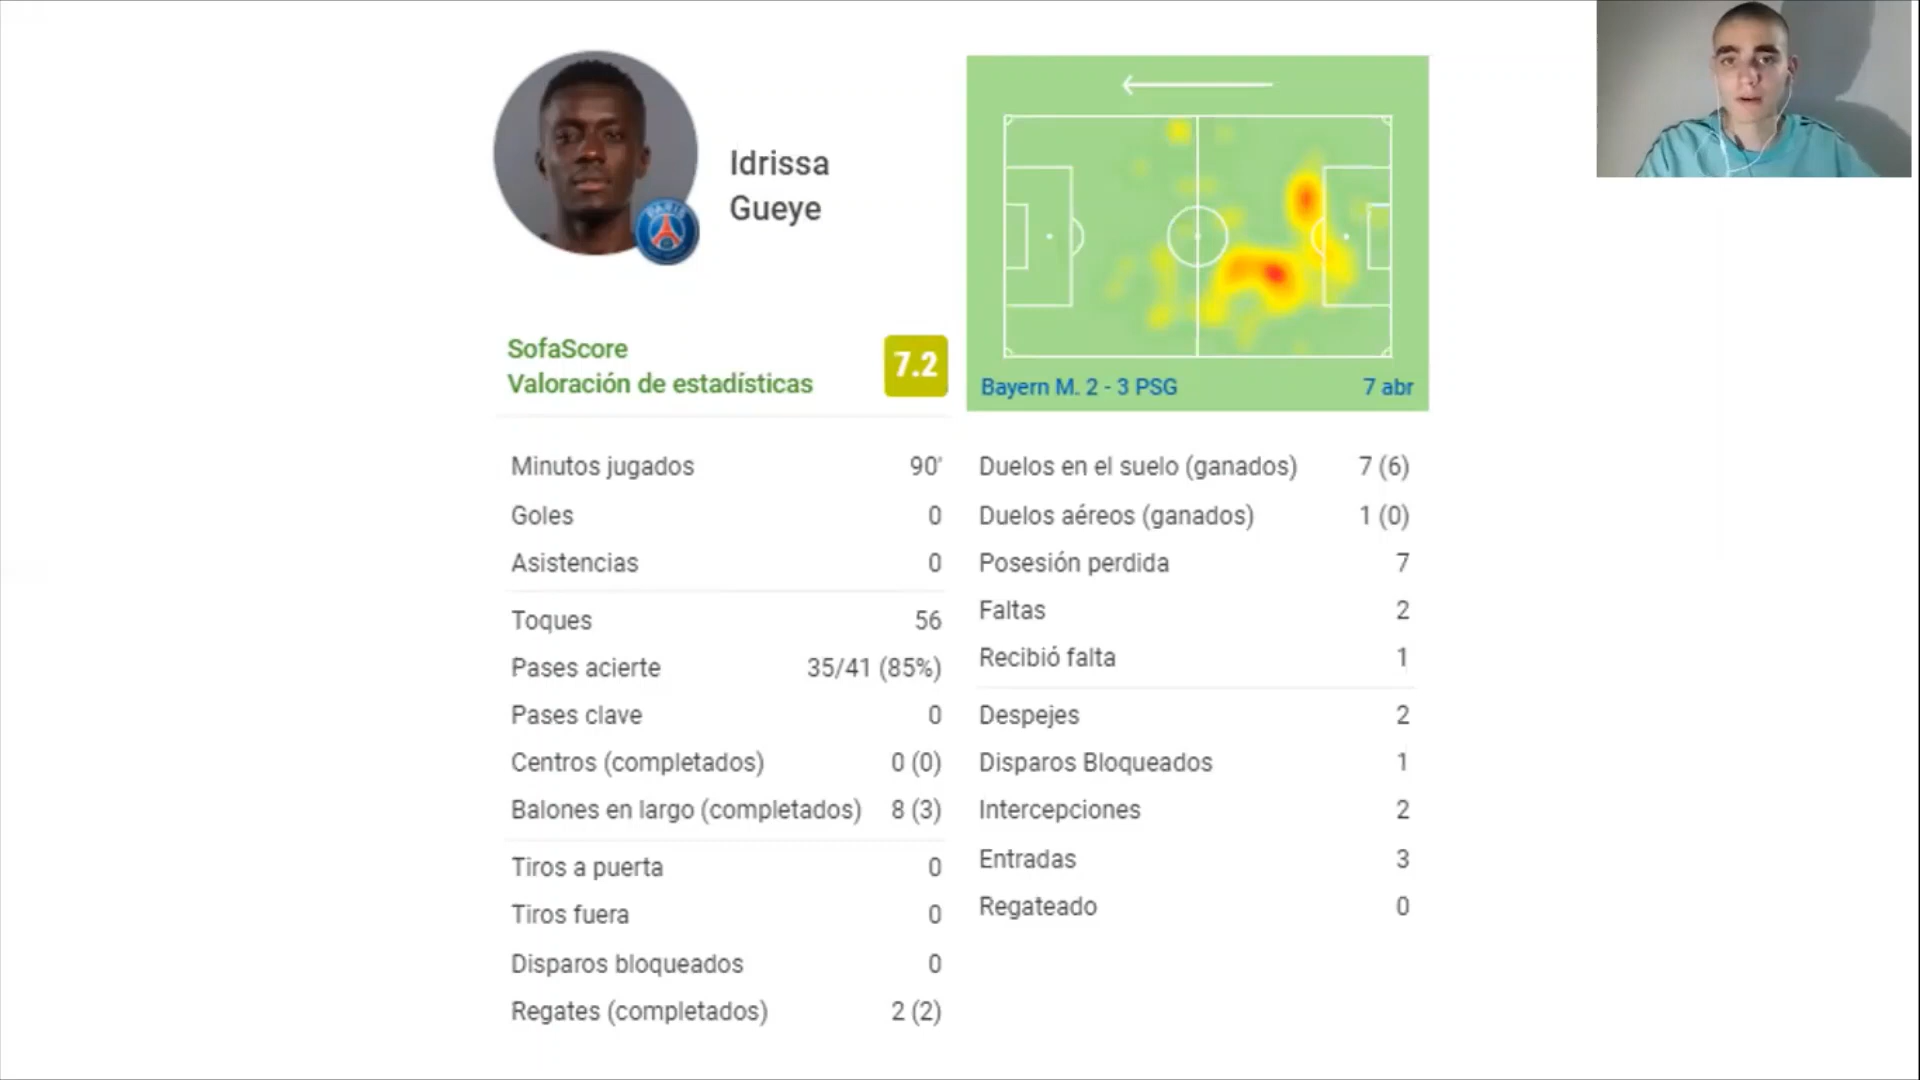 Idrissa
Gueye
PARIS
SofaScore
Valoración de estadísticas
7.2
Bayern M. 2 - 3 PSG
7 abr
Minutos jugados 90'
Goles 0
Asistencias 0
Toques 56
Pases acierte 35/41 (85%)
Pases clave 0
Centros (completados) 0 (0)
Balones en largo (completados) 8 (3)
Tiros a puerta 0
Tiros fuera 0
Disparos bloqueados 0
Regates (completados) 2 (2)
Duelos en el suelo (ganados) 7 (6)
Duelos aéreos (ganados) 1 (0)
Posesión perdida 7
Faltas 2
Recibió falta 1
Despejes 2
Disparos Bloqueados 1
Intercepciones 2
Entradas 3
Regateado 0